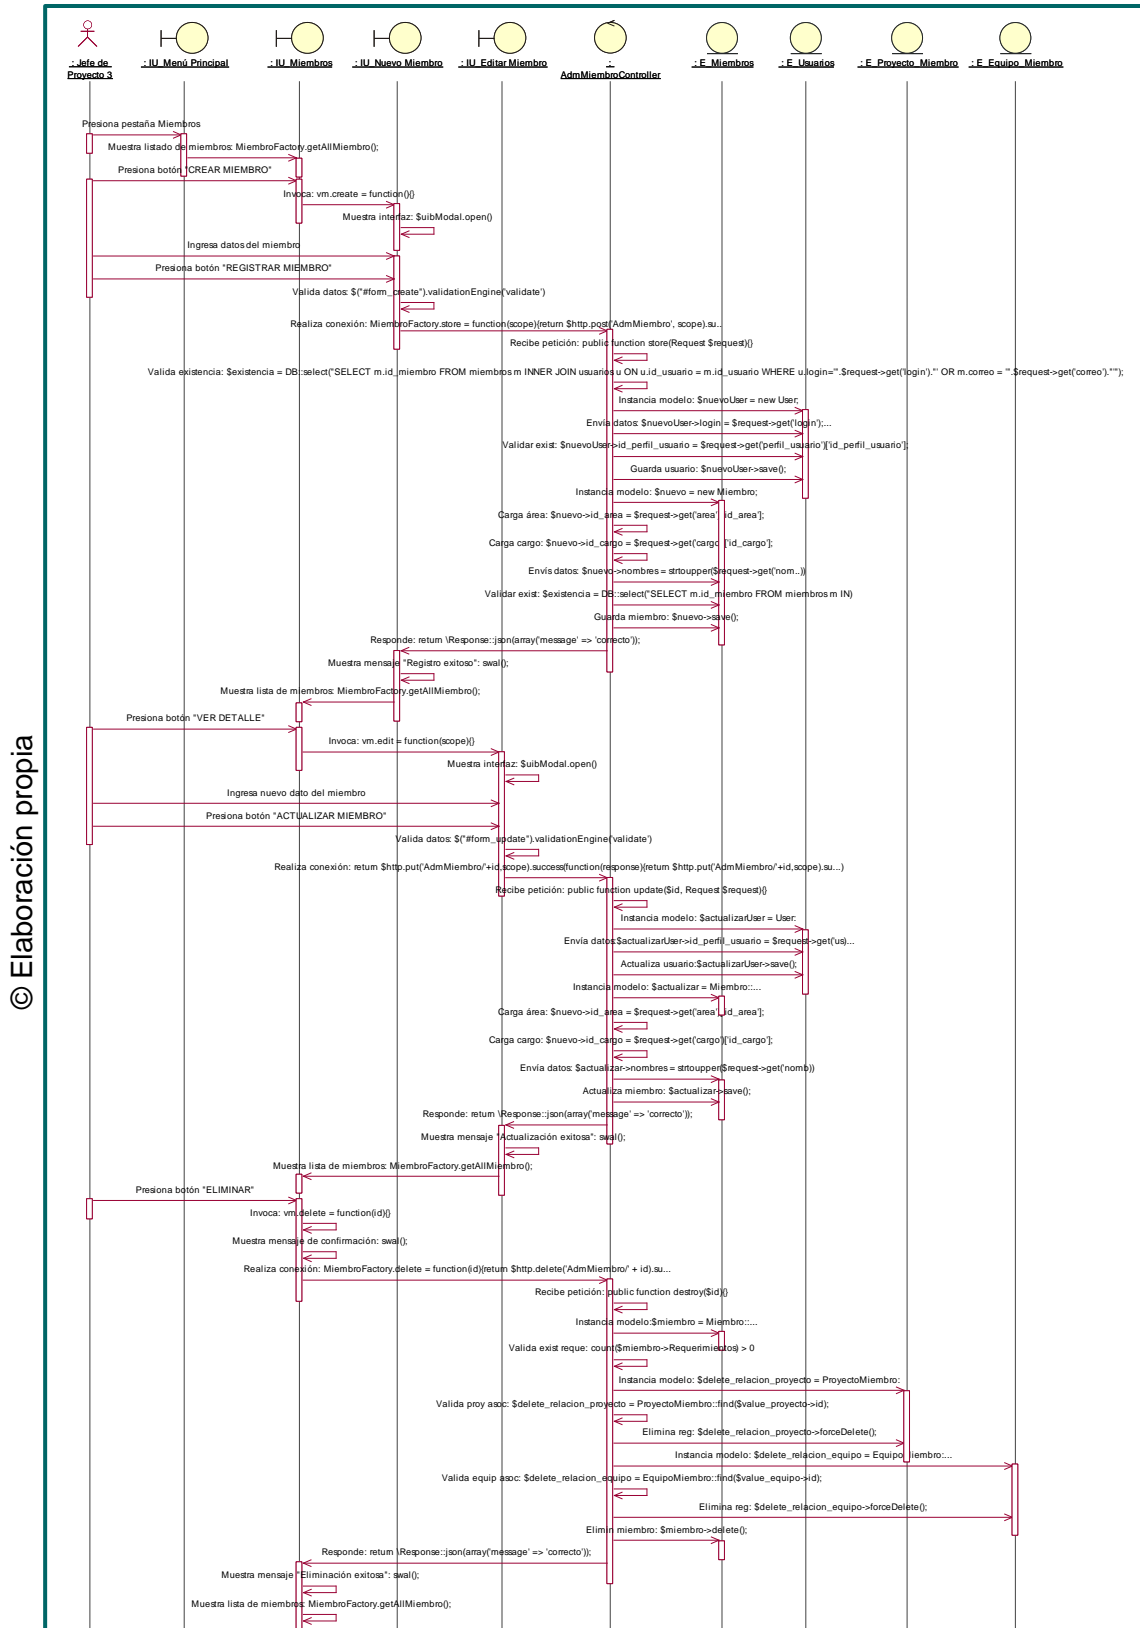 : Jefe de
Proyecto 3
: IU_Menú Principal
: IU_Miembros
: IU_Nuevo Miembro
: IU_Editar Miembro
:
AdmMiembroController
: E_Miembros
: E_Usuarios
: E_Proyecto_Miembro
: E_Equipo_Miembro
Presiona pestaña Miembros
Muestra listado de miembros: MiembroFactory.getAllMiembro();
Presiona botón "CREAR MIEMBRO"
Invoca: vm.create = function(){}
Muestra interfaz: $uibModal.open()
Ingresa datos del miembro
Presiona botón "REGISTRAR MIEMBRO"
Valida datos: $("#form_create").validationEngine('validate')
Realiza conexión: MiembroFactory.store = function(scope){return $http.post('AdmMiembro', scope).su..
Recibe petición: public function store(Request $request){}
Valida existencia: $existencia = DB::select("SELECT m.id_miembro FROM miembros m INNER JOIN usuarios u ON u.id_usuario = m.id_usuario WHERE u.login='".$request->get('login')."' OR m.correo = '".$request->get('correo')."'");
Instancia modelo: $nuevoUser = new User;
Envía datos: $nuevoUser->login = $request->get('login');...
Validar exist: $nuevoUser->id_perfil_usuario = $request->get('perfil_usuario')['id_perfil_usuario'];
Guarda usuario: $nuevoUser->save();
Instancia modelo: $nuevo = new Miembro;
Carga área: $nuevo->id_area = $request->get('area')['id_area'];
Carga cargo: $nuevo->id_cargo = $request->get('cargo')['id_cargo'];
Envís datos: $nuevo->nombres = strtoupper($request->get('nom..))
Validar exist: $existencia = DB::select("SELECT m.id_miembro FROM miembros m IN)
Guarda miembro: $nuevo->save();
Responde: return \Response::json(array('message' => 'correcto'));
Muestra mensaje "Registro exitoso": swal();
Muestra lista de miembros: MiembroFactory.getAllMiembro();
Presiona botón "VER DETALLE"
Invoca: vm.edit = function(scope){}
Muestra interfaz: $uibModal.open()
Ingresa nuevo dato del miembro
Presiona botón "ACTUALIZAR MIEMBRO"
Valida datos: $("#form_update").validationEngine('validate')
Realiza conexión: return $http.put('AdmMiembro/'+id,scope).success(function(response){return $http.put('AdmMiembro/'+id,scope).su...)
Recibe petición: public function update($id, Request $request){}
Instancia modelo: $actualizarUser = User:
Envía datos:$actualizarUser->id_perfil_usuario = $request->get('us)...
Actualiza usuario:$actualizarUser->save();
Instancia modelo: $actualizar = Miembro::...
Carga área: $nuevo->id_area = $request->get('area')['id_area'];
Carga cargo: $nuevo->id_cargo = $request->get('cargo')['id_cargo'];
Envía datos: $actualizar->nombres = strtoupper($request->get('nomb))
Actualiza miembro: $actualizar->save();
Responde: return \Response::json(array('message' => 'correcto'));
Muestra mensaje "Actualización exitosa": swal();
Muestra lista de miembros: MiembroFactory.getAllMiembro();
Presiona botón "ELIMINAR"
Invoca: vm.delete = function(id){}
Muestra mensaje de confirmación: swal();
Realiza conexión: MiembroFactory.delete = function(id){return $http.delete('AdmMiembro/' + id).su...
Recibe petición: public function destroy($id){}
Instancia modelo:$miembro = Miembro::...
Valida exist reque: count($miembro->Requerimientos) > 0
Instancia modelo: $delete_relacion_proyecto = ProyectoMiembro:
Valida proy asoc: $delete_relacion_proyecto = ProyectoMiembro::find($value_proyecto->id);
Elimina reg: $delete_relacion_proyecto->forceDelete();
Instancia modelo: $delete_relacion_equipo = EquipoMiembro:...
Valida equip asoc: $delete_relacion_equipo = EquipoMiembro::find($value_equipo->id);
Elimina reg: $delete_relacion_equipo->forceDelete();
Elimin miembro: $miembro->delete();
Responde: return \Response::json(array('message' => 'correcto'));
Muestra mensaje "Eliminación exitosa": swal();
Muestra lista de miembros: MiembroFactory.getAllMiembro();
© Elaboración propia